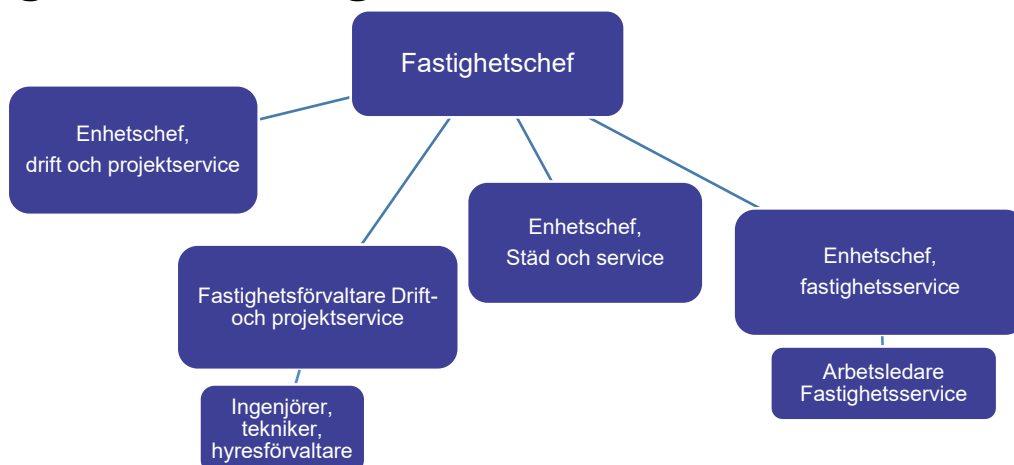 Fastighetschef
Enhetschef,
drift och projektservice
Enhetschef,
Städ och service
Enhetschef,
fastighetsservice
Fastighetsförvaltare Drift-
och projektservice
Arbetsledare
Fastighetsservice
Ingenjörer,
tekniker,
hyresförvaltare